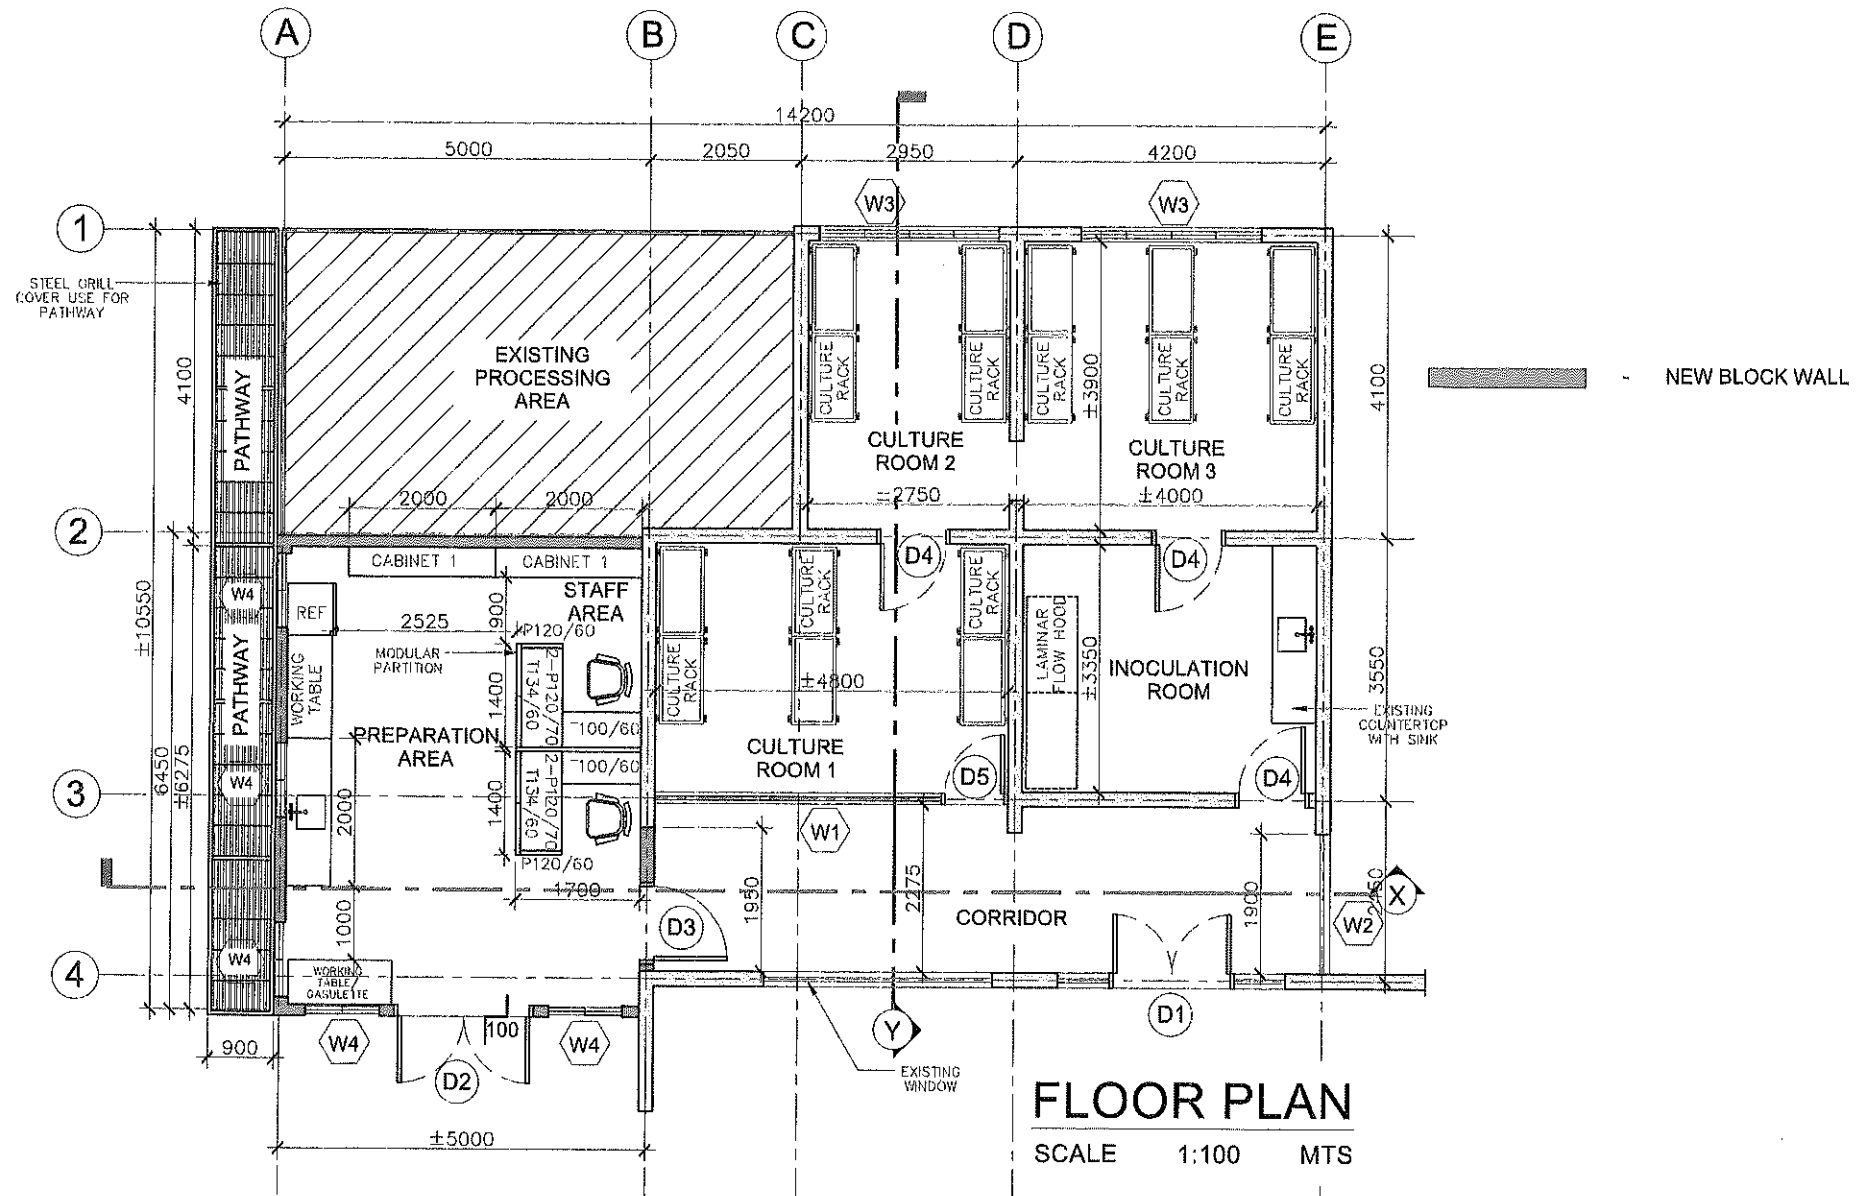 A
B
C
D
E
14200
5000
2050
2950
4200
W3
W3
1
STEEL GRILL
COVER USE FOR
PATHWAY
4100
PATHWAY
EXISTING
PROCESSING
AREA
CULTURE
RACK
CULTURE
RACK
CULTURE
RACK
CULTURE
RACK
CULTURE
RACK
±3900
4100
NEW BLOCK WALL
CULTURE
ROOM 2
CULTURE
ROOM 3
2000
2000
±2750
±4000
2
CABINET 1
CABINET 1
D4
D4
W4
REF
STAFF
AREA
900
CULTURE
RACK
CULTURE
RACK
2525
P120/60
±10550
MODULAR
PARTITION
WORKING
TABLE
PATHWAY
2-P120/70
T134/60
1400
CULTURE
RACK
±4800
LAMINAR
FLOW HOOD
±3350
INOCULATION
ROOM
3550
100/60
EXISTING
COUNTERTOP
WITH SINK
PREPARATION
AREA
CULTURE
ROOM 1
100/60
2-P120/70
T134/60
1400
W4
D5
D4
3
6450
±6275
2000
W1
P120/60
1700
1950
2275
1900
2450
X
CORRIDOR
W2
D3
1000
W4
4
WORKING
TABLE/
GASULETTE
100
W4
W4
D2
Y
D1
900
EXISTING
WINDOW
±5000
FLOOR PLAN
SCALE 1:100 MTS